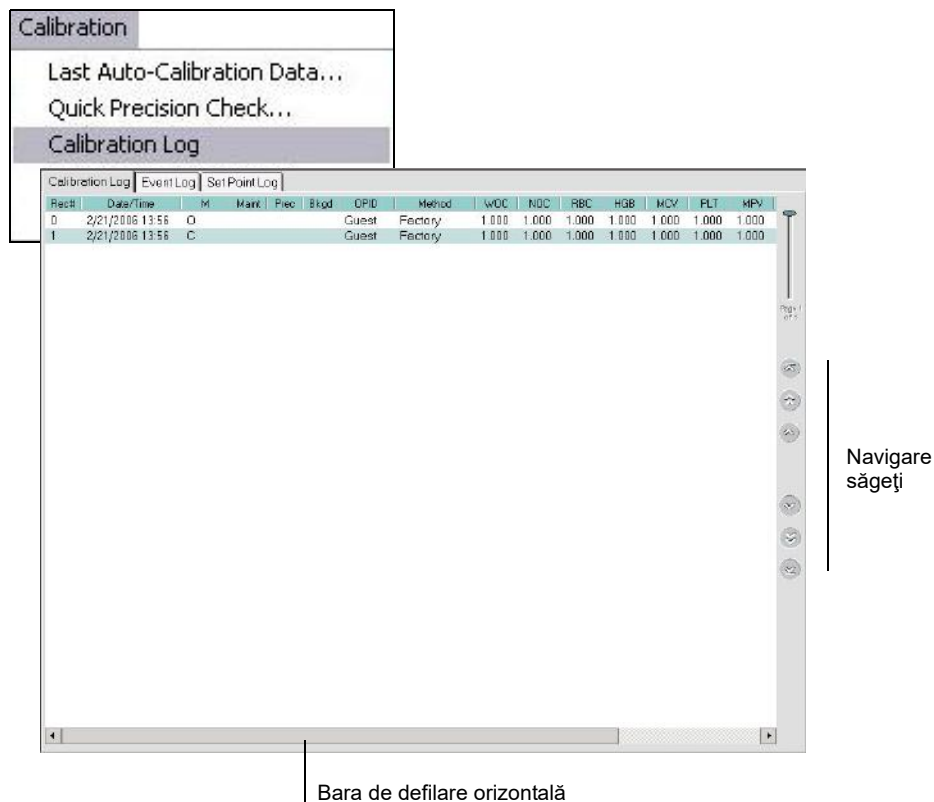 Calibration
Last Auto-Calibration Data...
Quick Precision Check...
Calibration Log
Calibration Log Event Log Set Point Log
Rec# Date/Time M Maint Prec Bkgd OPID Method WOC NOC RBC HGB MCV PLT MPV
0 2/21/2006 13:56 O Guest Factory 1.000 1.000 1.000 1.000 1.000 1.000 1.000
1 2/21/2006 13:56 C Guest Factory 1.000 1.000 1.000 1.000 1.000 1.000 1.000
Page 1
Navigare
săgeţi
Bara de defilare orizontală